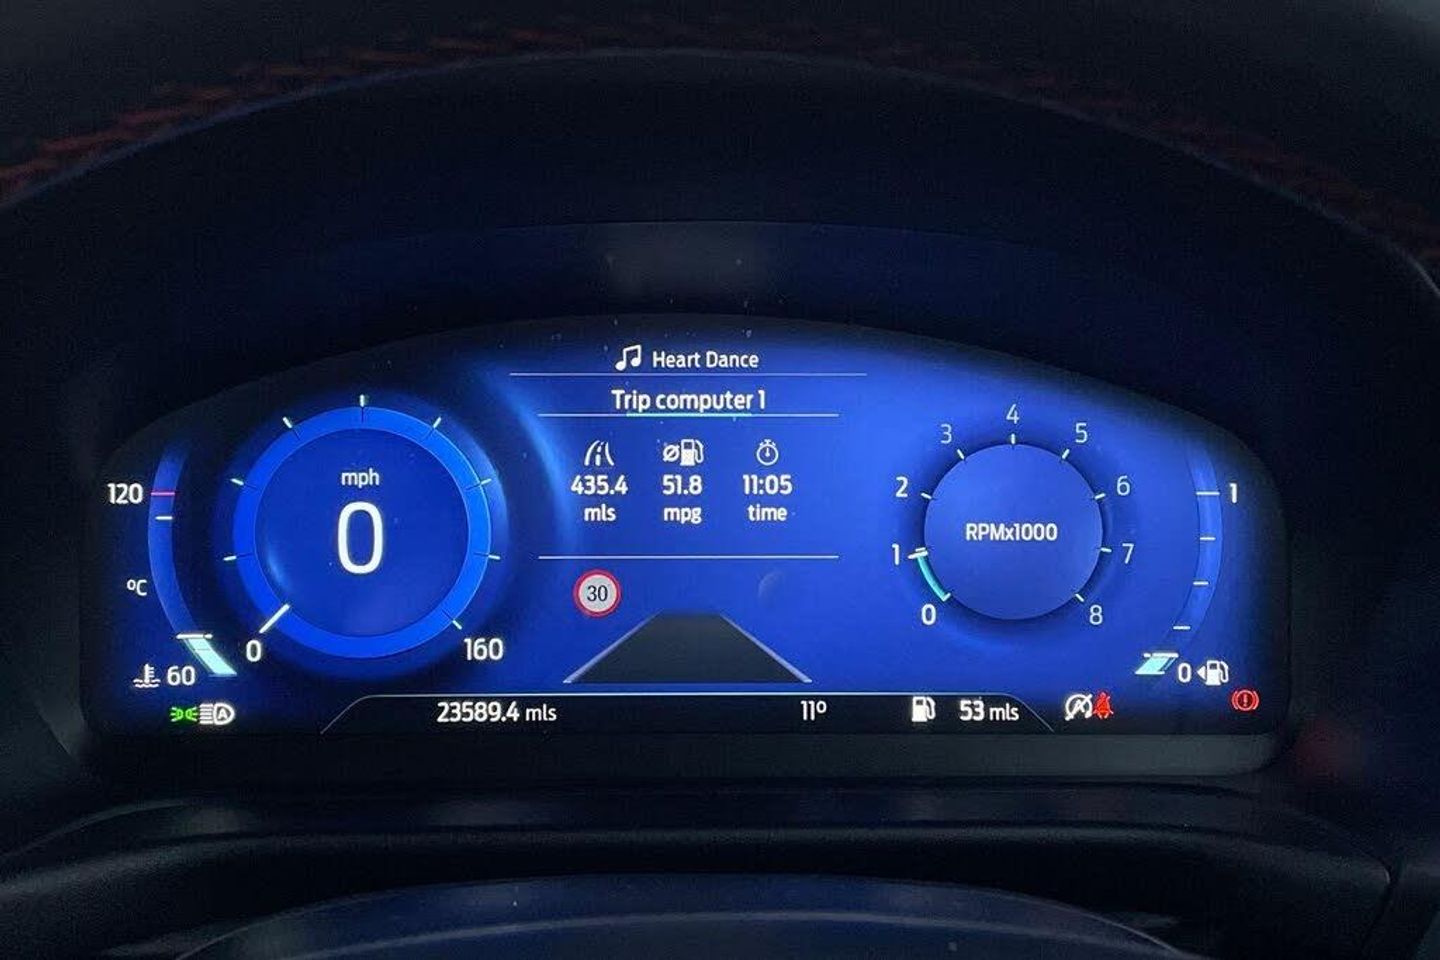 Heart Dance
Trip computer 1
435.4 51.8 11:05
mls mpg time
30
120
ºC
60
mph
0
0 160
0 1 2 3 4 5 6 7 8
RPMx1000
1
0
23589.4 mls 11º 53 mls
A
A